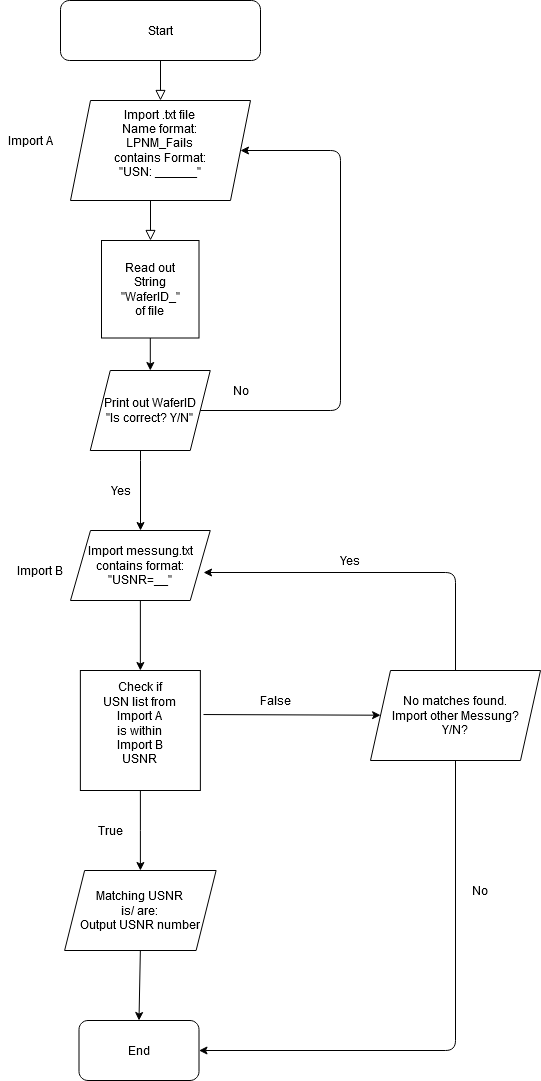 Start
Import A
Import .txt file
Name format:
LPNM_Fails
contains Format:
"USN: ______"
Read out
String
"WaferID_"
of file
Print out WaferID
"Is correct? Y/N"
No
Yes
Import B
Import messung.txt
contains format:
"USNR=__"
Yes
Check if
USN list from
Import A
is within
Import B
USNR
False
No matches found.
Import other Messung?
Y/N?
True
No
Matching USNR
is/ are:
Output USNR number
End